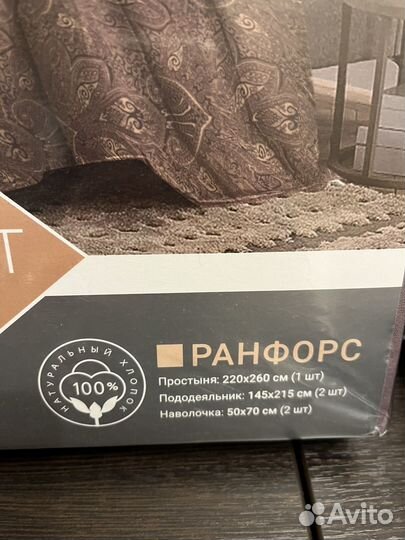 Т
НАТУРАЛЬНЫЙ ХЛОПОК
100%
РАНФОРС
Простыня: 220х260 см (1 шт)
Пододеяльник: 145х215 см (2 шт)
Наволочка: 50х70 см (2 шт)
Avito